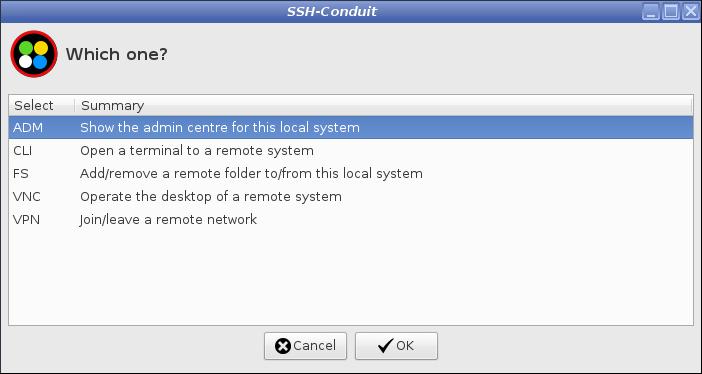 SSH-Conduit
Which one?
Select Summary
ADM Show the admin centre for this local system
CLI Open a terminal to a remote system
FS Add/remove a remote folder to/from this local system
VNC Operate the desktop of a remote system
VPN Join/leave a remote network
Cancel OK